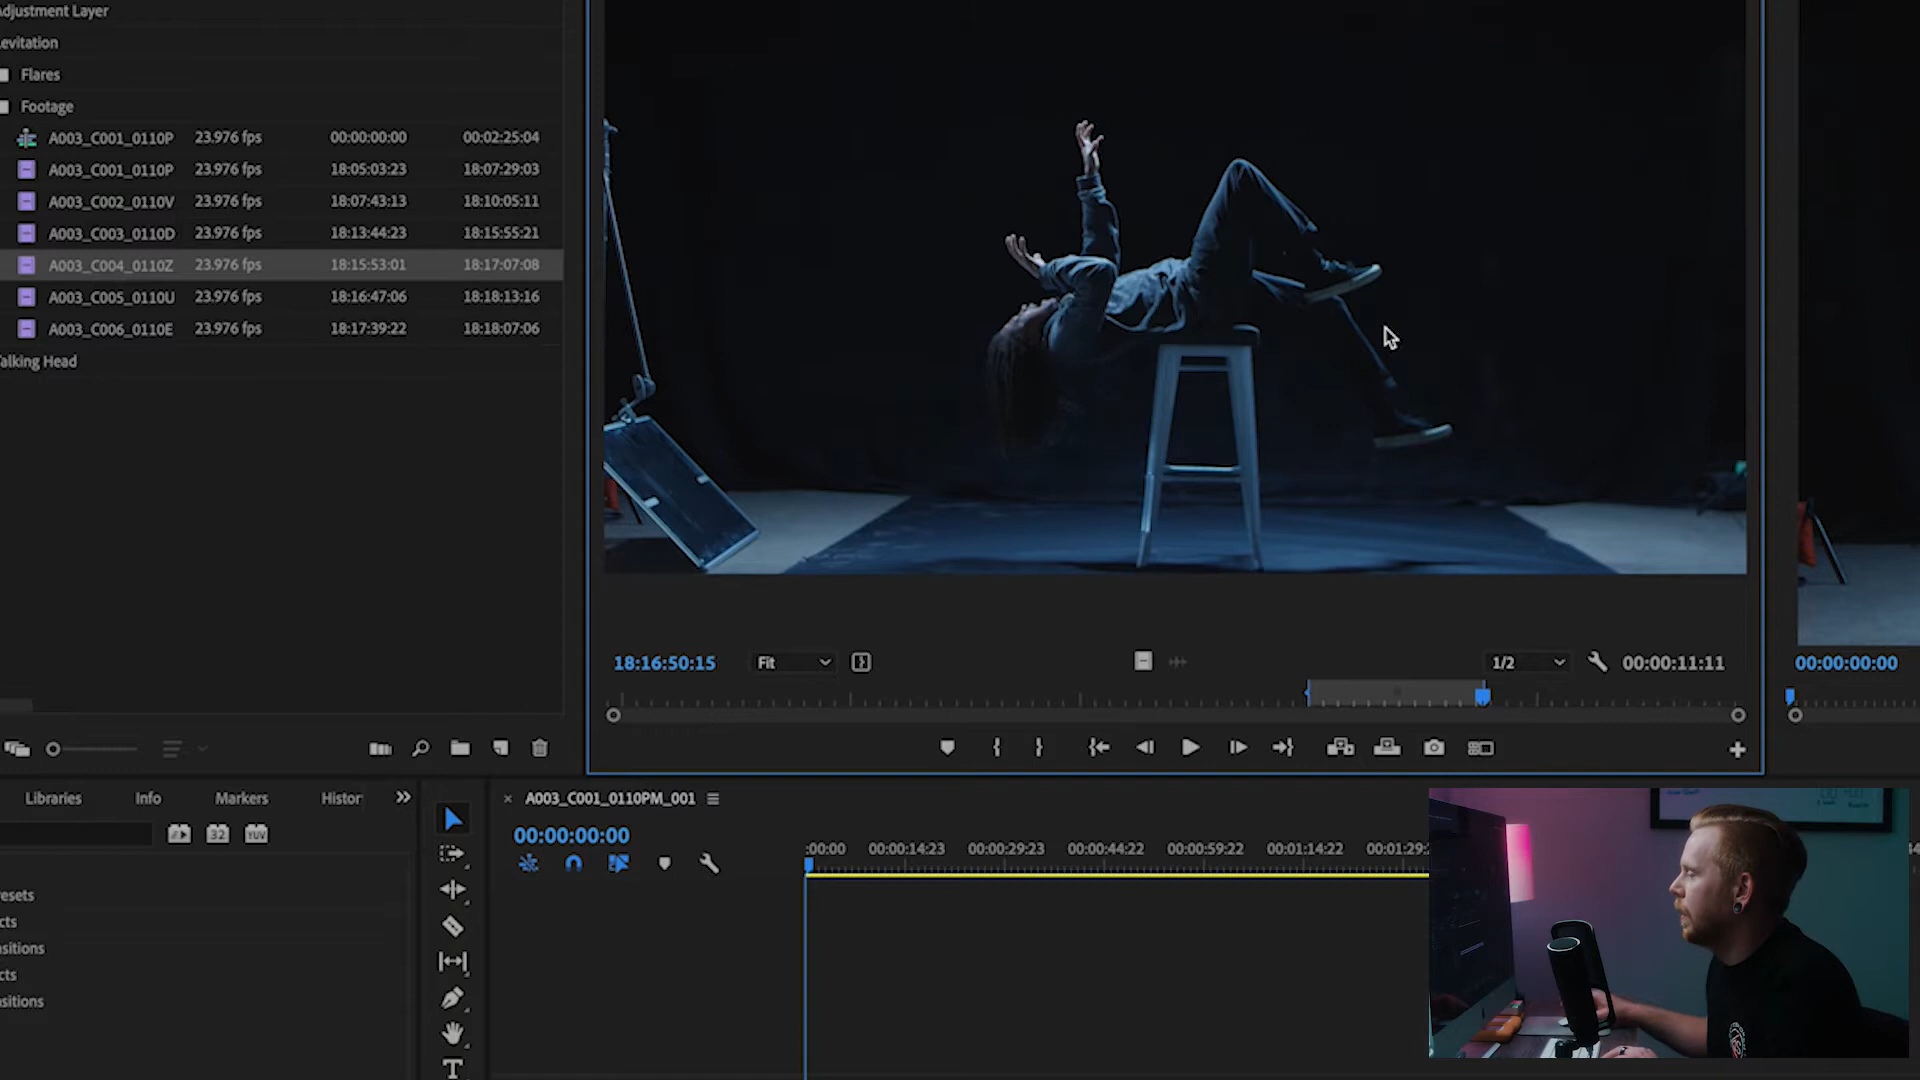 Adjustment Layer
Levitation
Flares
Footage
A003_C001_0110P 23.976 fps 00:00:00:00 00:02:25:04
A003_C001_0110P 23.976 fps 18:05:03:23 18:07:29:03
A003_C002_0110V 23.976 fps 18:07:43:13 18:10:05:11
A003_C003_0110D 23.976 fps 18:13:44:23 18:15:55:21
A003_C004_0110Z 23.976 fps 18:15:53:01 18:17:07:08
A003_C005_0110U 23.976 fps 18:16:47:06 18:18:13:16
A003_C006_0110E 23.976 fps 18:17:39:22 18:18:07:06
Talking Head
18:16:50:15 Fit 1/2 00:00:11:11 00:00:00:00
Libraries Info Markers Histor
A003_C001_0110PM_001
00:00:00:00
32 YUV
:00:00 00:00:14:23 00:00:29:23 00:00:44:22 00:00:59:22 00:01:14:22 00:01:29:2
esets
cts
nsitions
cts
nsitions